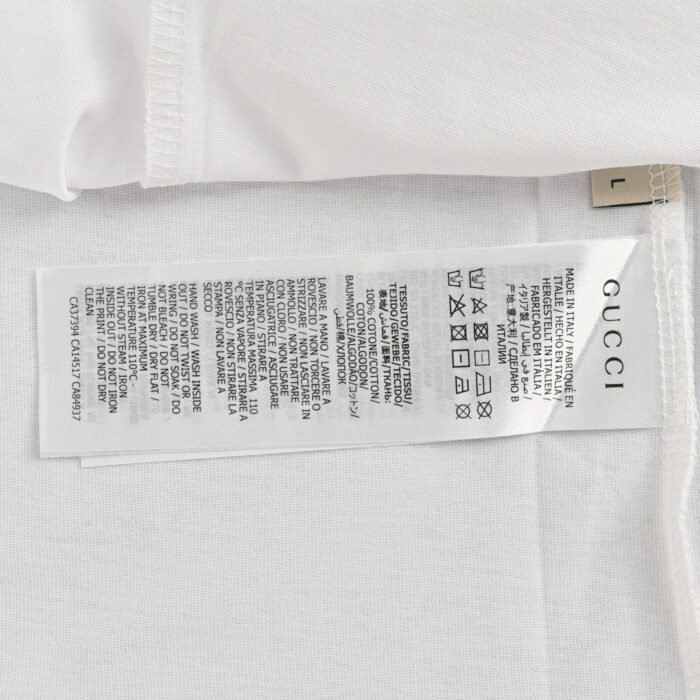 L
GUCCI
MADE IN ITALY / FABRIQUÉ EN
ITALIE / HECHO EN ITALIA /
HERGESTELLT IN ITALIEN /
FABRICADO EM ITÁLIA /
イタリア製 / صنع في إيطاليا /
产地:意大利 / СДЕЛАНО В
ИТАЛИИ
TESSUTO/FABRIC/TISSU/
TEJIDO/GEWEBE/TECIDO/
表地/قماش/面料/ТКАНЬ:
100% COTONE/COTTON/
COTON/ALGODÓN/
BAUMWOLLE/ALGODÃO/コットン/
قطن/棉/ХЛОПОК
LAVARE A MANO / LAVARE A
ROVESCIO / NON TORCERE O
STRIZZARE / NON LASCIARE IN
AMMOLLO / NON TRATTARE
CON CLORO / NON USARE
ASCIUGATRICE / ASCIUGARE
IN PIANO / STIRARE A
TEMPERATURA MASSIMA 110
°C SENZA VAPORE / STIRARE A
ROVESCIO / NON STIRARE LA
STAMPA / NON LAVARE A
SECCO
HAND WASH / WASH INSIDE
OUT / DO NOT TWIST OR
WRING / DO NOT SOAK / DO
NOT BLEACH / DO NOT
TUMBLE DRY / DRY FLAT /
IRON AT MAXIMUM
TEMPERATURE 110°C
WITHOUT STEAM / IRON
INSIDE OUT / DO NOT IRON
THE PRINT / DO NOT DRY
CLEAN
CA37394 CA14517 CA84937